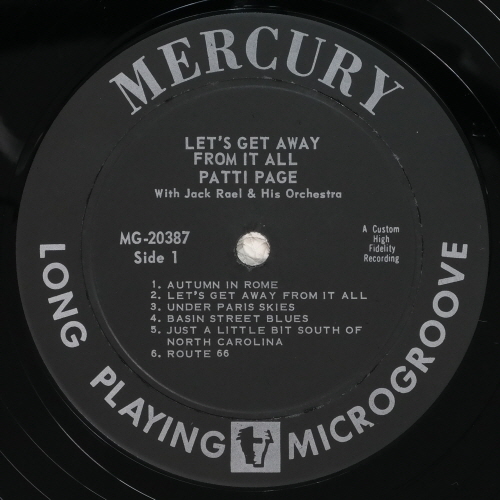 MERCURY
LET'S GET AWAY
FROM IT ALL
PATTI PAGE
With Jack Rael & His Orchestra
MG-20387
Side 1
A Custom
High
Fidelity
Recording
1. AUTUMN IN ROME
2. LET'S GET AWAY FROM IT ALL
3. UNDER PARIS SKIES
4. BASIN STREET BLUES
5. JUST A LITTLE BIT SOUTH OF
NORTH CAROLINA
6. ROUTE 66
LONG PLAYING MICROGROOVE